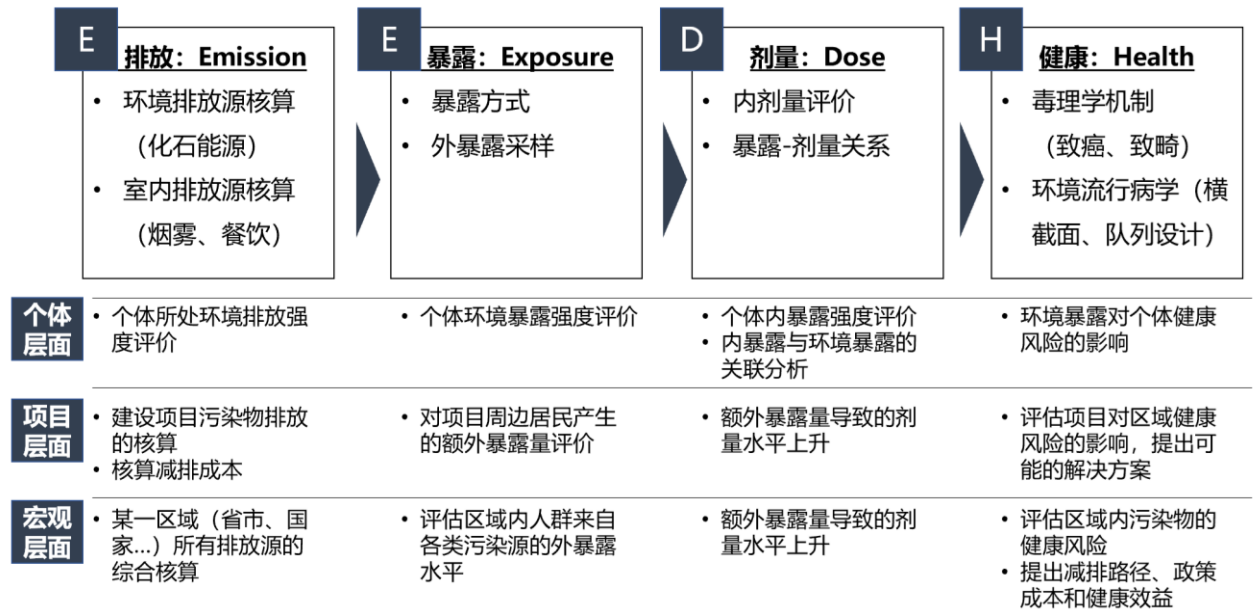 E
排放：Emission
• 环境排放源核算
（化石能源）
• 室内排放源核算
（烟雾、餐饮）
E
暴露：Exposure
• 暴露方式
• 外暴露采样
D
剂量：Dose
• 内剂量评价
• 暴露-剂量关系
H
健康：Health
• 毒理学机制
（致癌、致畸）
• 环境流行病学（横
截面、队列设计）
个体
层面
• 个体所处环境排放强
度评价
• 个体环境暴露强度评价
• 个体内暴露强度评价
• 内暴露与环境暴露的
关联分析
• 环境暴露对个体健康
风险的影响
项目
层面
• 建设项目污染物排放
的核算
• 核算减排成本
• 对项目周边居民产生
的额外暴露量评价
• 额外暴露量导致的剂
量水平上升
• 评估项目对区域健康
风险的影响，提出可
能的解决方案
宏观
层面
• 某一区域（省市、国
家...）所有排放源的
综合核算
• 评估区域内人群来自
各类污染源的外暴露
水平
• 额外暴露量导致的剂
量水平上升
• 评估区域内污染物的
健康风险
• 提出减排路径、政策
成本和健康效益